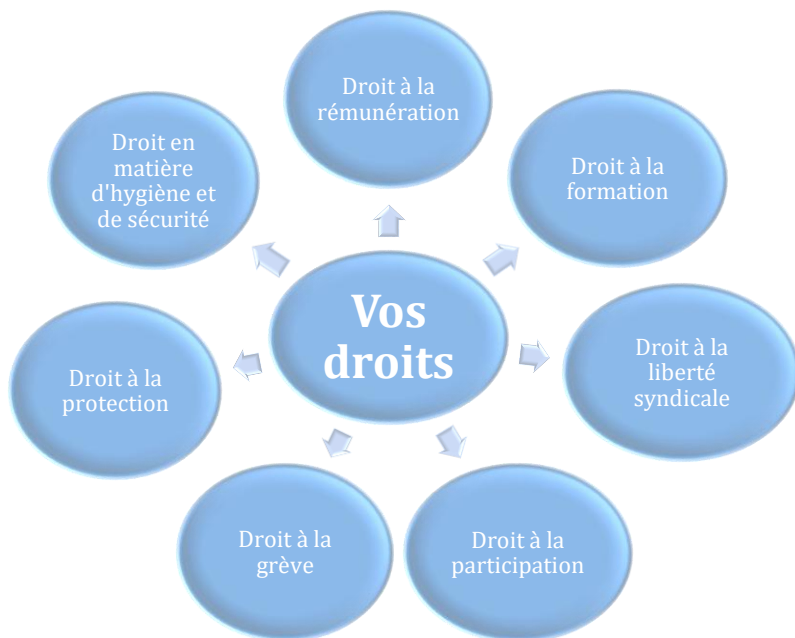 Droit à la
rémunération
Droit en
matière
d'hygiène et
de sécurité
Droit à la
formation
Vos
droits
Droit à la
liberté
syndicale
Droit à la
protection
Droit à la
grève
Droit à la
participation